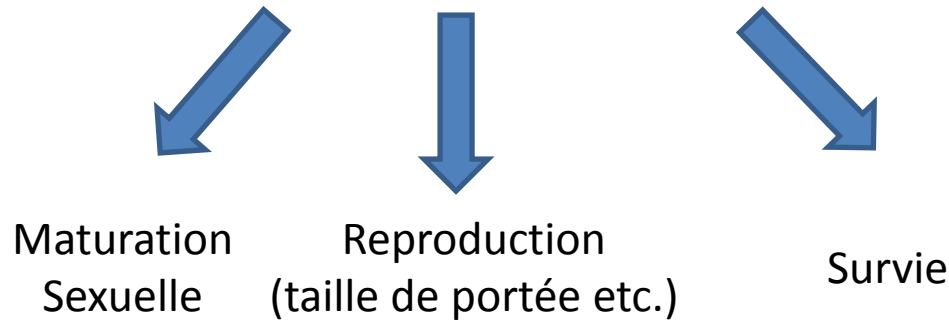 Maturation
Sexuelle
Reproduction
(taille de portée etc.)
Survie